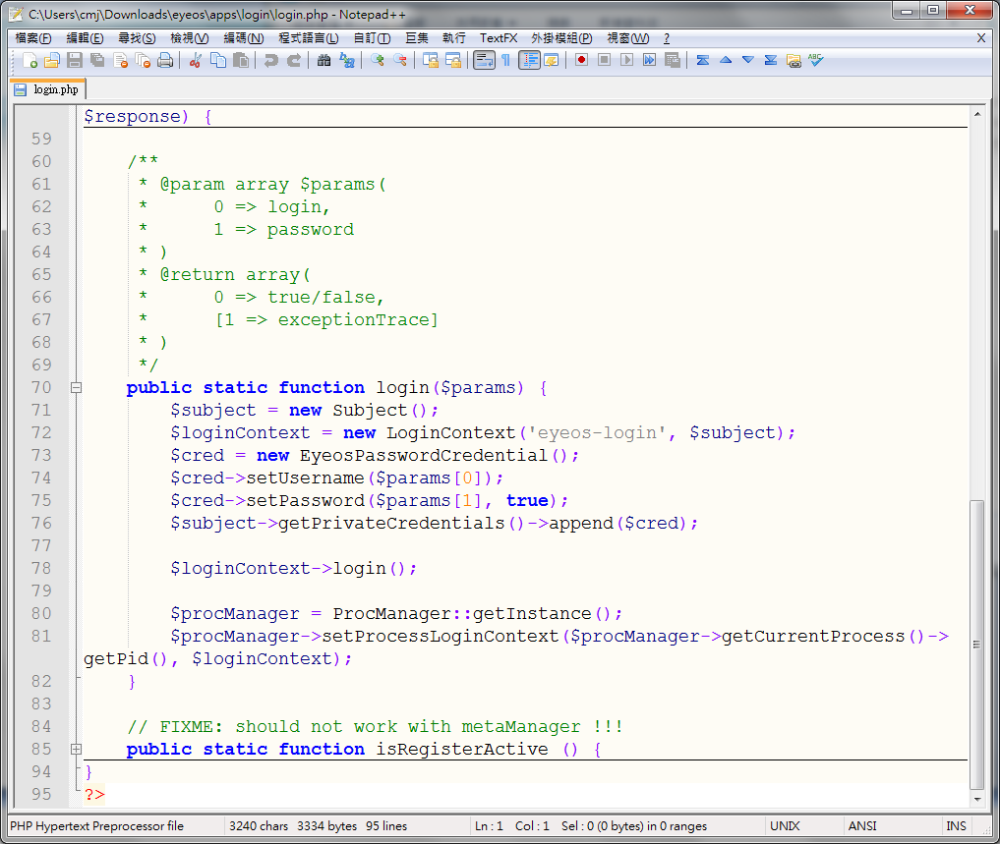 C:\Users\cmj\Downloads\eyeos\apps\login\login.php - Notepad++
檔案(F) 編輯(E) 尋找(S) 檢視(V) 編碼(N) 程式語言(L) 自訂(T) 巨集 執行 TextFX 外掛模組(P) 視窗(W) ? X
login.php
$response) {
59
60 /**
61 * @param array $params(
62 * 0 => login,
63 * 1 => password
64 * )
65 * @return array(
66 * 0 => true/false,
67 * [1 => exceptionTrace]
68 * )
69 */
70 public static function login($params) {
71 $subject = new Subject();
72 $loginContext = new LoginContext('eyeos-login', $subject);
73 $cred = new EyeosPasswordCredential();
74 $cred->setUsername($params[0]);
75 $cred->setPassword($params[1], true);
76 $subject->getPrivateCredentials()->append($cred);
77
78 $loginContext->login();
79
80 $procManager = ProcManager::getInstance();
81 $procManager->setProcessLoginContext($procManager->getCurrentProcess()->
getPid(), $loginContext);
82 }
83
84 // FIXME: should not work with metaManager !!!
85 public static function isRegisterActive () {
94 }
95 ?>
PHP Hypertext Preprocessor file 3240 chars 3334 bytes 95 lines Ln : 1 Col : 1 Sel : 0 (0 bytes) in 0 ranges UNIX ANSI INS